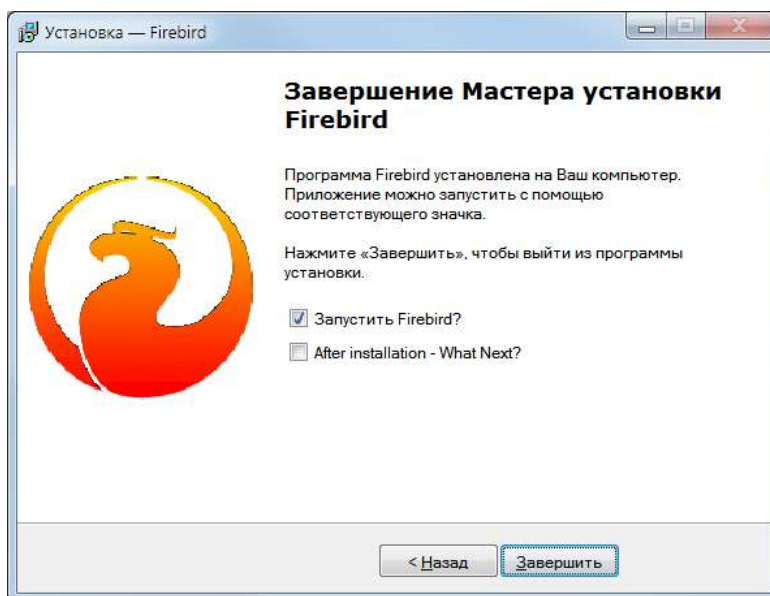 Установка — Firebird
Завершение Мастера установки
Firebird
Программа Firebird установлена на Ваш компьютер.
Приложение можно запустить с помощью
соответствующего значка.
Нажмите «Завершить», чтобы выйти из программы
установки.
Запустить Firebird?
After installation - What Next?
< Назад
Завершить